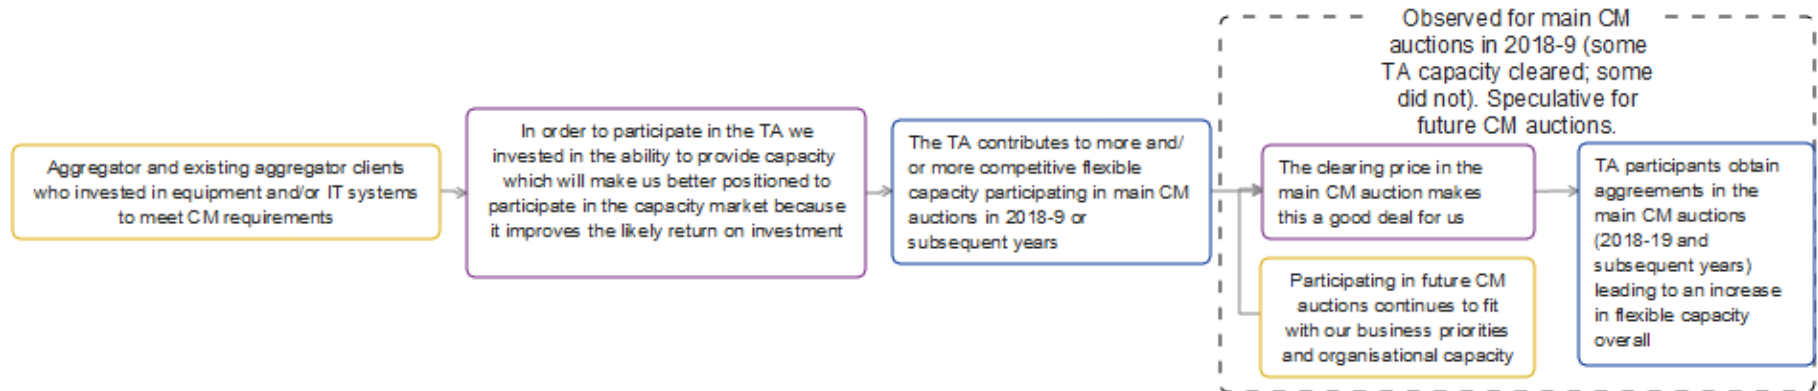 Aggregator and existing aggregator clients
who invested in equipment and/or IT systems
to meet CM requirements
In order to participate in the TA we
invested in the ability to provide capacity
which will make us better positioned to
participate in the capacity market because
it improves the likely return on investment
The TA contributes to more and/
or more competitive flexible
capacity participating in main CM
auctions in 2018-9 or
subsequent years
Observed for main CM
auctions in 2018-9 (some
TA capacity cleared; some
did not). Speculative for
future CM auctions.
The clearing price in the
main CM auction makes
this a good deal for us
Participating in future CM
auctions continues to fit
with our business priorities
and organisational capacity
TA participants obtain
aggreements in the
main CM auctions
(2018-19 and
subsequent years)
leading to an increase
in flexible capacity
overall